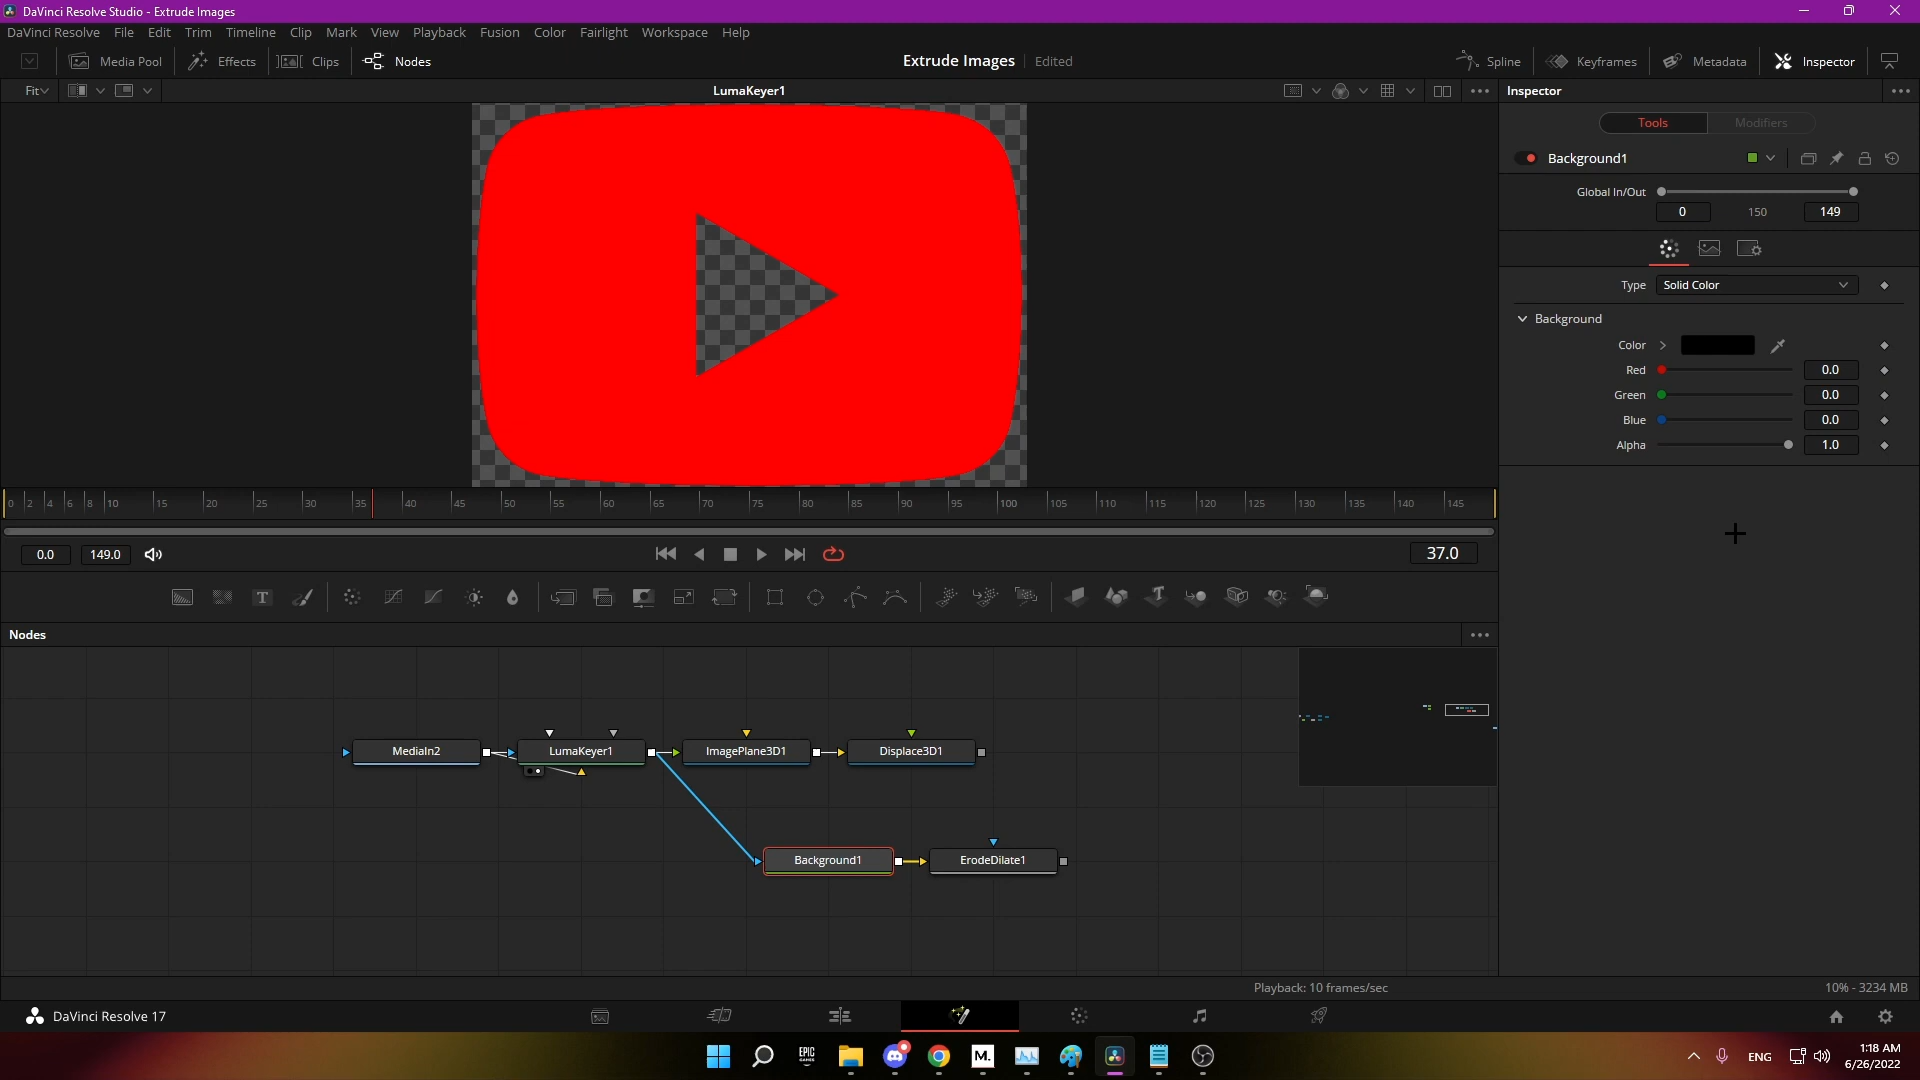 DaVinci Resolve Studio - Extrude Images
DaVinci Resolve File Edit Trim Timeline Clip Mark View Playback Fusion Color Fairlight Workspace Help
Media Pool Effects Clips Nodes Extrude Images Edited Spline Keyframes Metadata Inspector
Fit LumaKeyer1 Inspector
Tools Modifiers
Background1
Global In/Out
0 150 149
Type Solid Color
Background
Color
Red 0.0
Green 0.0
Blue 0.0
Alpha 1.0
0 2 4 6 8 10 15 20 25 30 35 40 45 50 55 60 65 70 75 80 85 90 95 100 105 110 115 120 125 130 135 140 145
0.0 149.0 37.0
T T
Nodes
MediaIn2 LumaKeyer1 ImagePlane3D1 Displace3D1
Background1 ErodeDilate1
Playback: 10 frames/sec 10% - 3234 MB
DaVinci Resolve 17
EPIC GAMES M. ENG 1:18 AM
6/26/2022